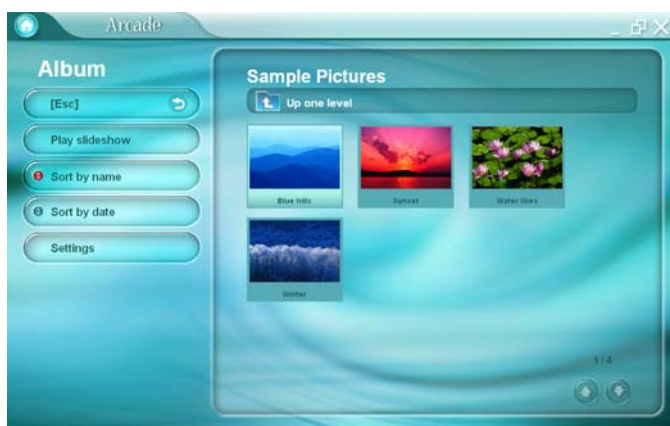 Arcade
Album
[Esc]
Play slideshow
Sort by name
Sort by date
Settings
Sample Pictures
Up one level
Blue hills
Sunset
Water lilies
Winter
1 / 4